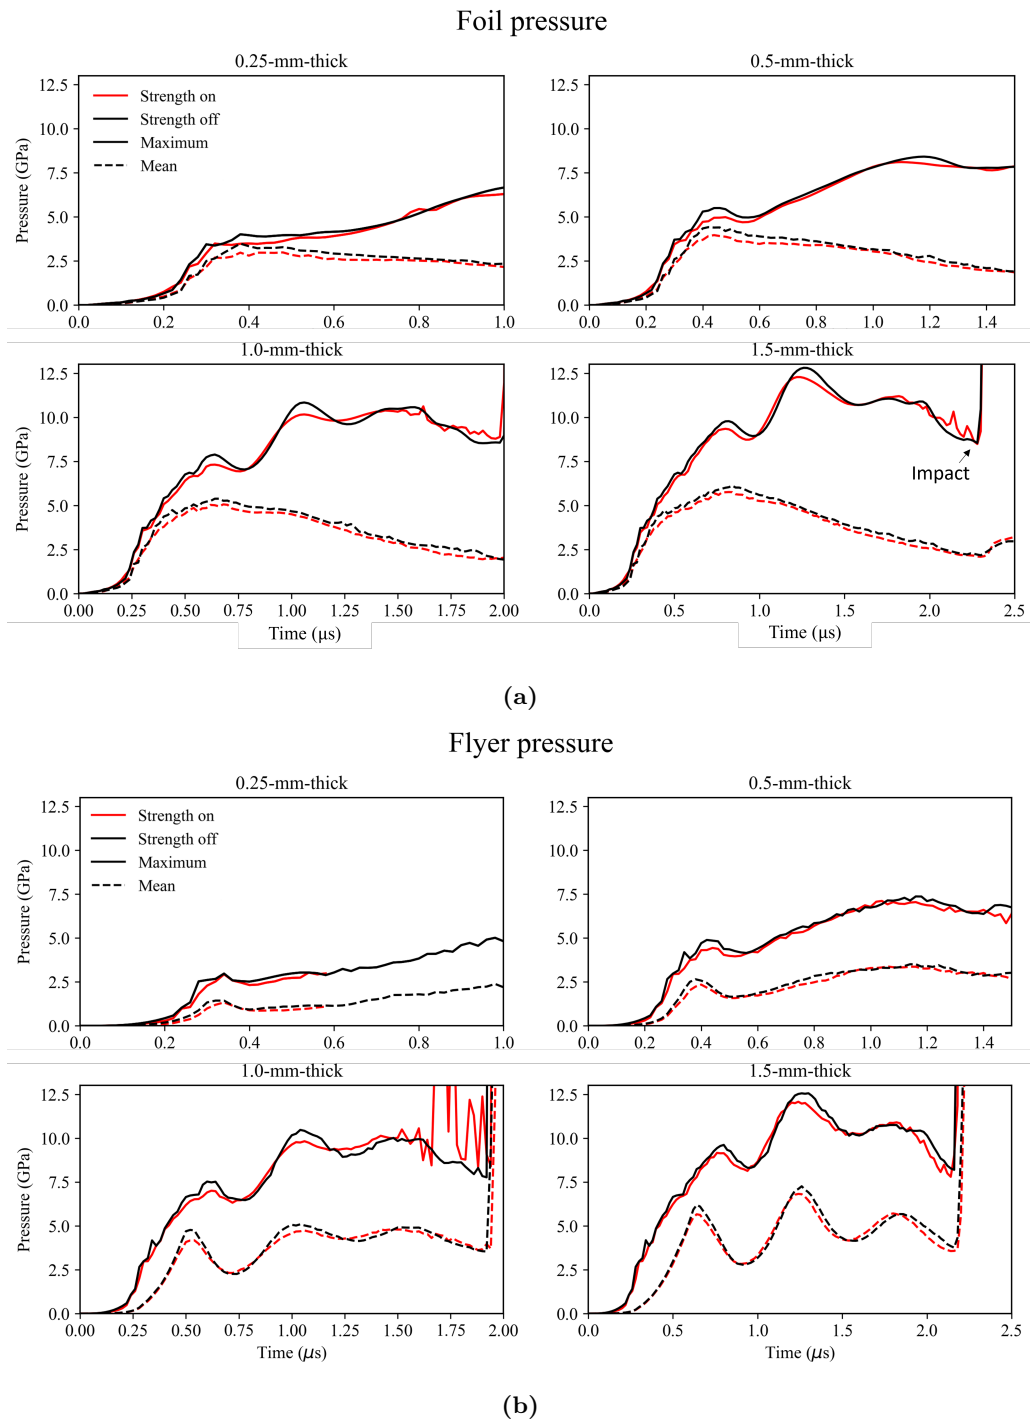 Foil pressure
0.25-mm-thick
0.5-mm-thick
12.5
10.0
7.5
5.0
2.5
0.0
Pressure (GPa)
Strength on
Strength off
Maximum
Mean
0.0 0.2 0.4 0.6 0.8 1.0
12.5
10.0
7.5
5.0
2.5
0.0
0.0 0.2 0.4 0.6 0.8 1.0 1.2 1.4
1.0-mm-thick
1.5-mm-thick
12.5
10.0
7.5
5.0
2.5
0.0
Pressure (GPa)
0.00 0.25 0.50 0.75 1.00 1.25 1.50 1.75 2.00
Time (μs)
12.5
10.0
7.5
5.0
2.5
0.0
Impact
0.0 0.5 1.0 1.5 2.0 2.5
Time (μs)
(a)
Flyer pressure
0.25-mm-thick
0.5-mm-thick
12.5
10.0
7.5
5.0
2.5
0.0
Pressure (GPa)
Strength on
Strength off
Maximum
Mean
0.0 0.2 0.4 0.6 0.8 1.0
12.5
10.0
7.5
5.0
2.5
0.0
0.0 0.2 0.4 0.6 0.8 1.0 1.2 1.4
1.0-mm-thick
1.5-mm-thick
12.5
10.0
7.5
5.0
2.5
0.0
Pressure (GPa)
0.00 0.25 0.50 0.75 1.00 1.25 1.50 1.75 2.00
Time (μs)
12.5
10.0
7.5
5.0
2.5
0.0
0.0 0.5 1.0 1.5 2.0 2.5
Time (μs)
(b)